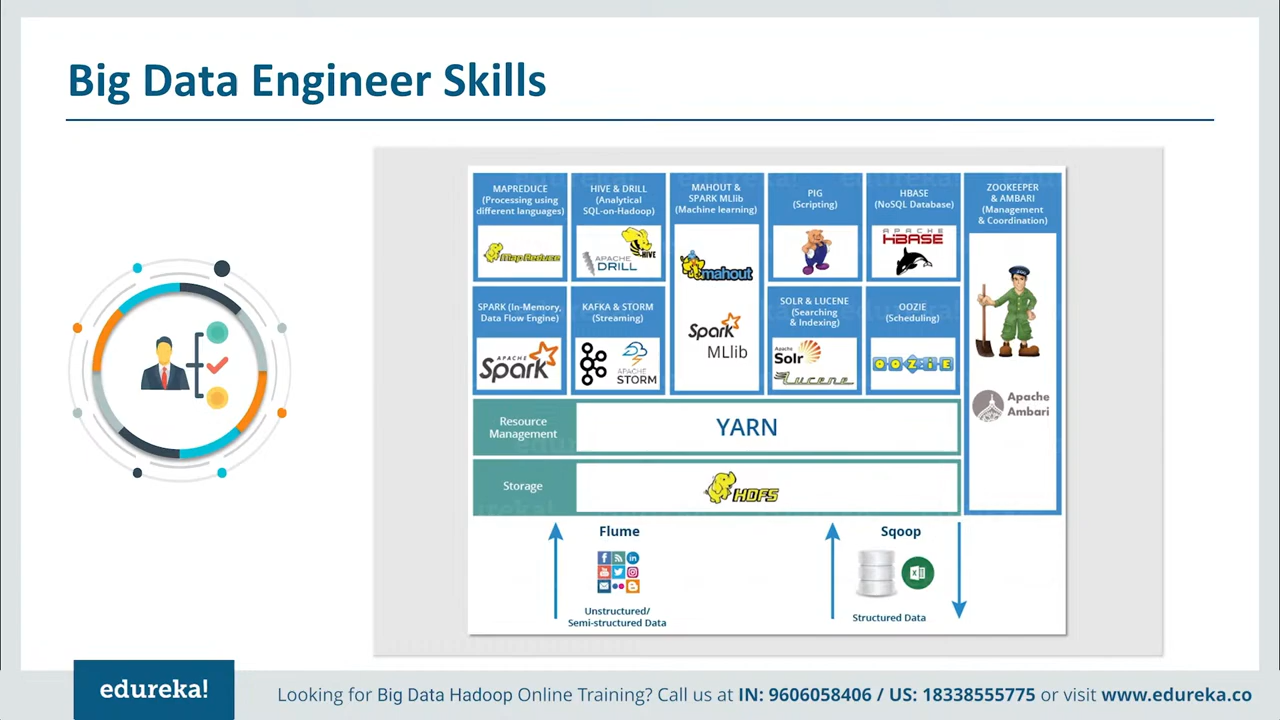 Big Data Engineer Skills
MAPREDUCE
(Processing using
different languages)
Map Reduce
HIVE & DRILL
(Analytical
SQL-on-Hadoop)
HIVE
APACHE
DRILL
MAHOUT &
SPARK MLlib
(Machine learning)
mahout
Spark
MLlib
PIG
(Scripting)
HBASE
(NoSQL Database)
APACHE
HBASE
ZOOKEEPER
& AMBARI
(Management
& Coordination)
Apache
Ambari
SPARK (In-Memory,
Data Flow Engine)
APACHE
Spark
KAFKA & STORM
(Streaming)
APACHE
STORM
SOLR & LUCENE
(Searching
& Indexing)
Apache
Solr
Lucene
OOZIE
(Scheduling)
OOZIE
Resource
Management
YARN
Storage
HDFS
Flume
Unstructured/
Semi-structured Data
Sqoop
Structured Data
edureka!
Looking for Big Data Hadoop Online Training? Call us at IN: 9606058406 / US: 18338555775 or visit www.edureka.co